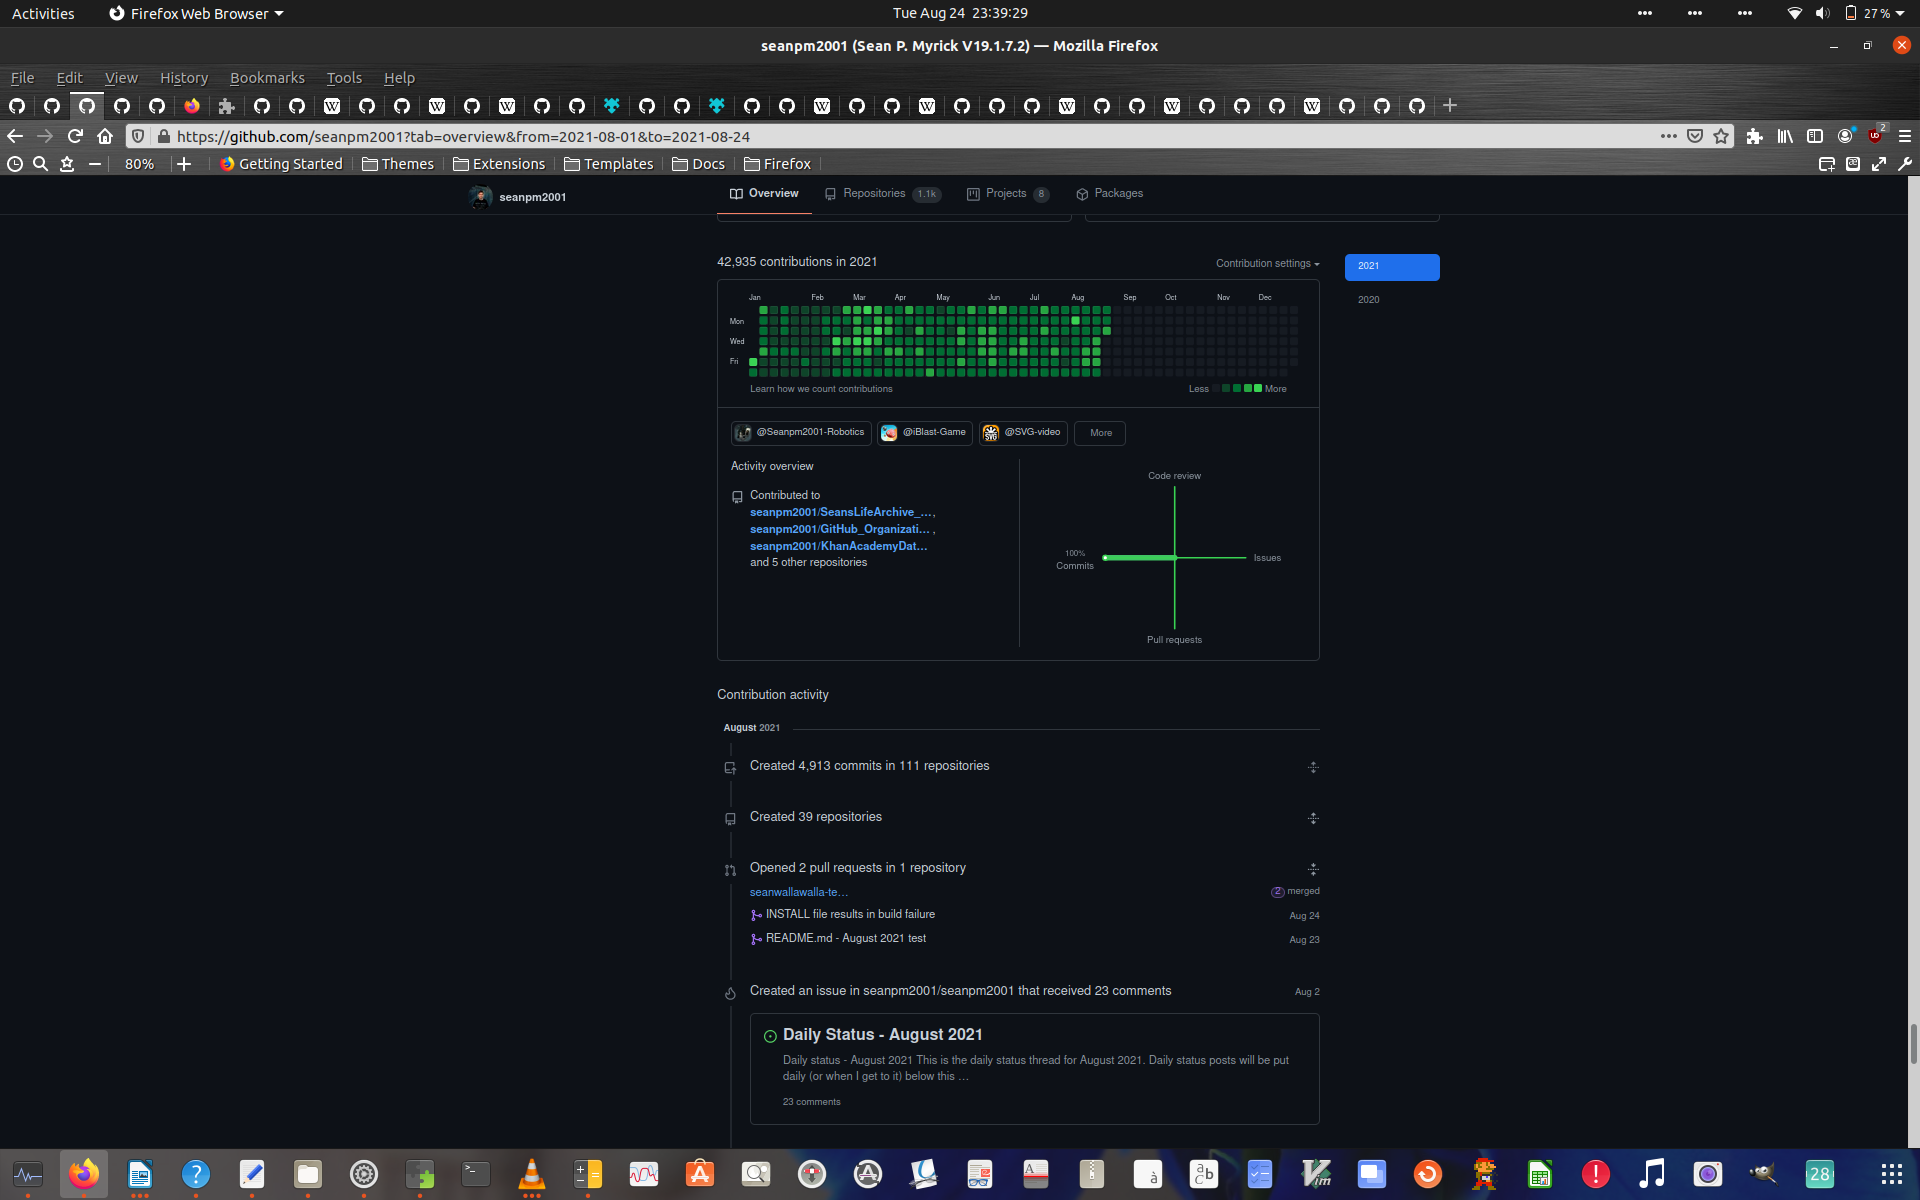 Activities
Firefox Web Browser
Tue Aug 24 23:39:29
27 %
seanpm2001 (Sean P. Myrick V19.1.7.2) — Mozilla Firefox
File Edit View History Bookmarks Tools Help
https://github.com/seanpm2001?tab=overview&from=2021-08-01&to=2021-08-24
2
80%
Getting Started
Themes
Extensions
Templates
Docs
Firefox
seanpm2001
Overview
Repositories 1.1k
Projects 8
Packages
42,935 contributions in 2021
Contribution settings
2021
2020
Jan Feb Mar Apr May Jun Jul Aug Sep Oct Nov Dec
Mon
Wed
Fri
Learn how we count contributions
Less
More
@Seanpm2001-Robotics
@iBlast-Game
@SVG-video
More
Activity overview
Contributed to
seanpm2001/SeansLifeArchive_…,
seanpm2001/GitHub_Organizati… ,
seanpm2001/KhanAcademyDat…
and 5 other repositories
Code review
100%
Commits
Issues
Pull requests
Contribution activity
August 2021
Created 4,913 commits in 111 repositories
Created 39 repositories
Opened 2 pull requests in 1 repository
seanwallawalla-te…
2 merged
INSTALL file results in build failure
Aug 24
README.md - August 2021 test
Aug 23
Created an issue in seanpm2001/seanpm2001 that received 23 comments
Aug 2
Daily Status - August 2021
Daily status - August 2021 This is the daily status thread for August 2021. Daily status posts will be put
daily (or when I get to it) below this …
23 comments
28